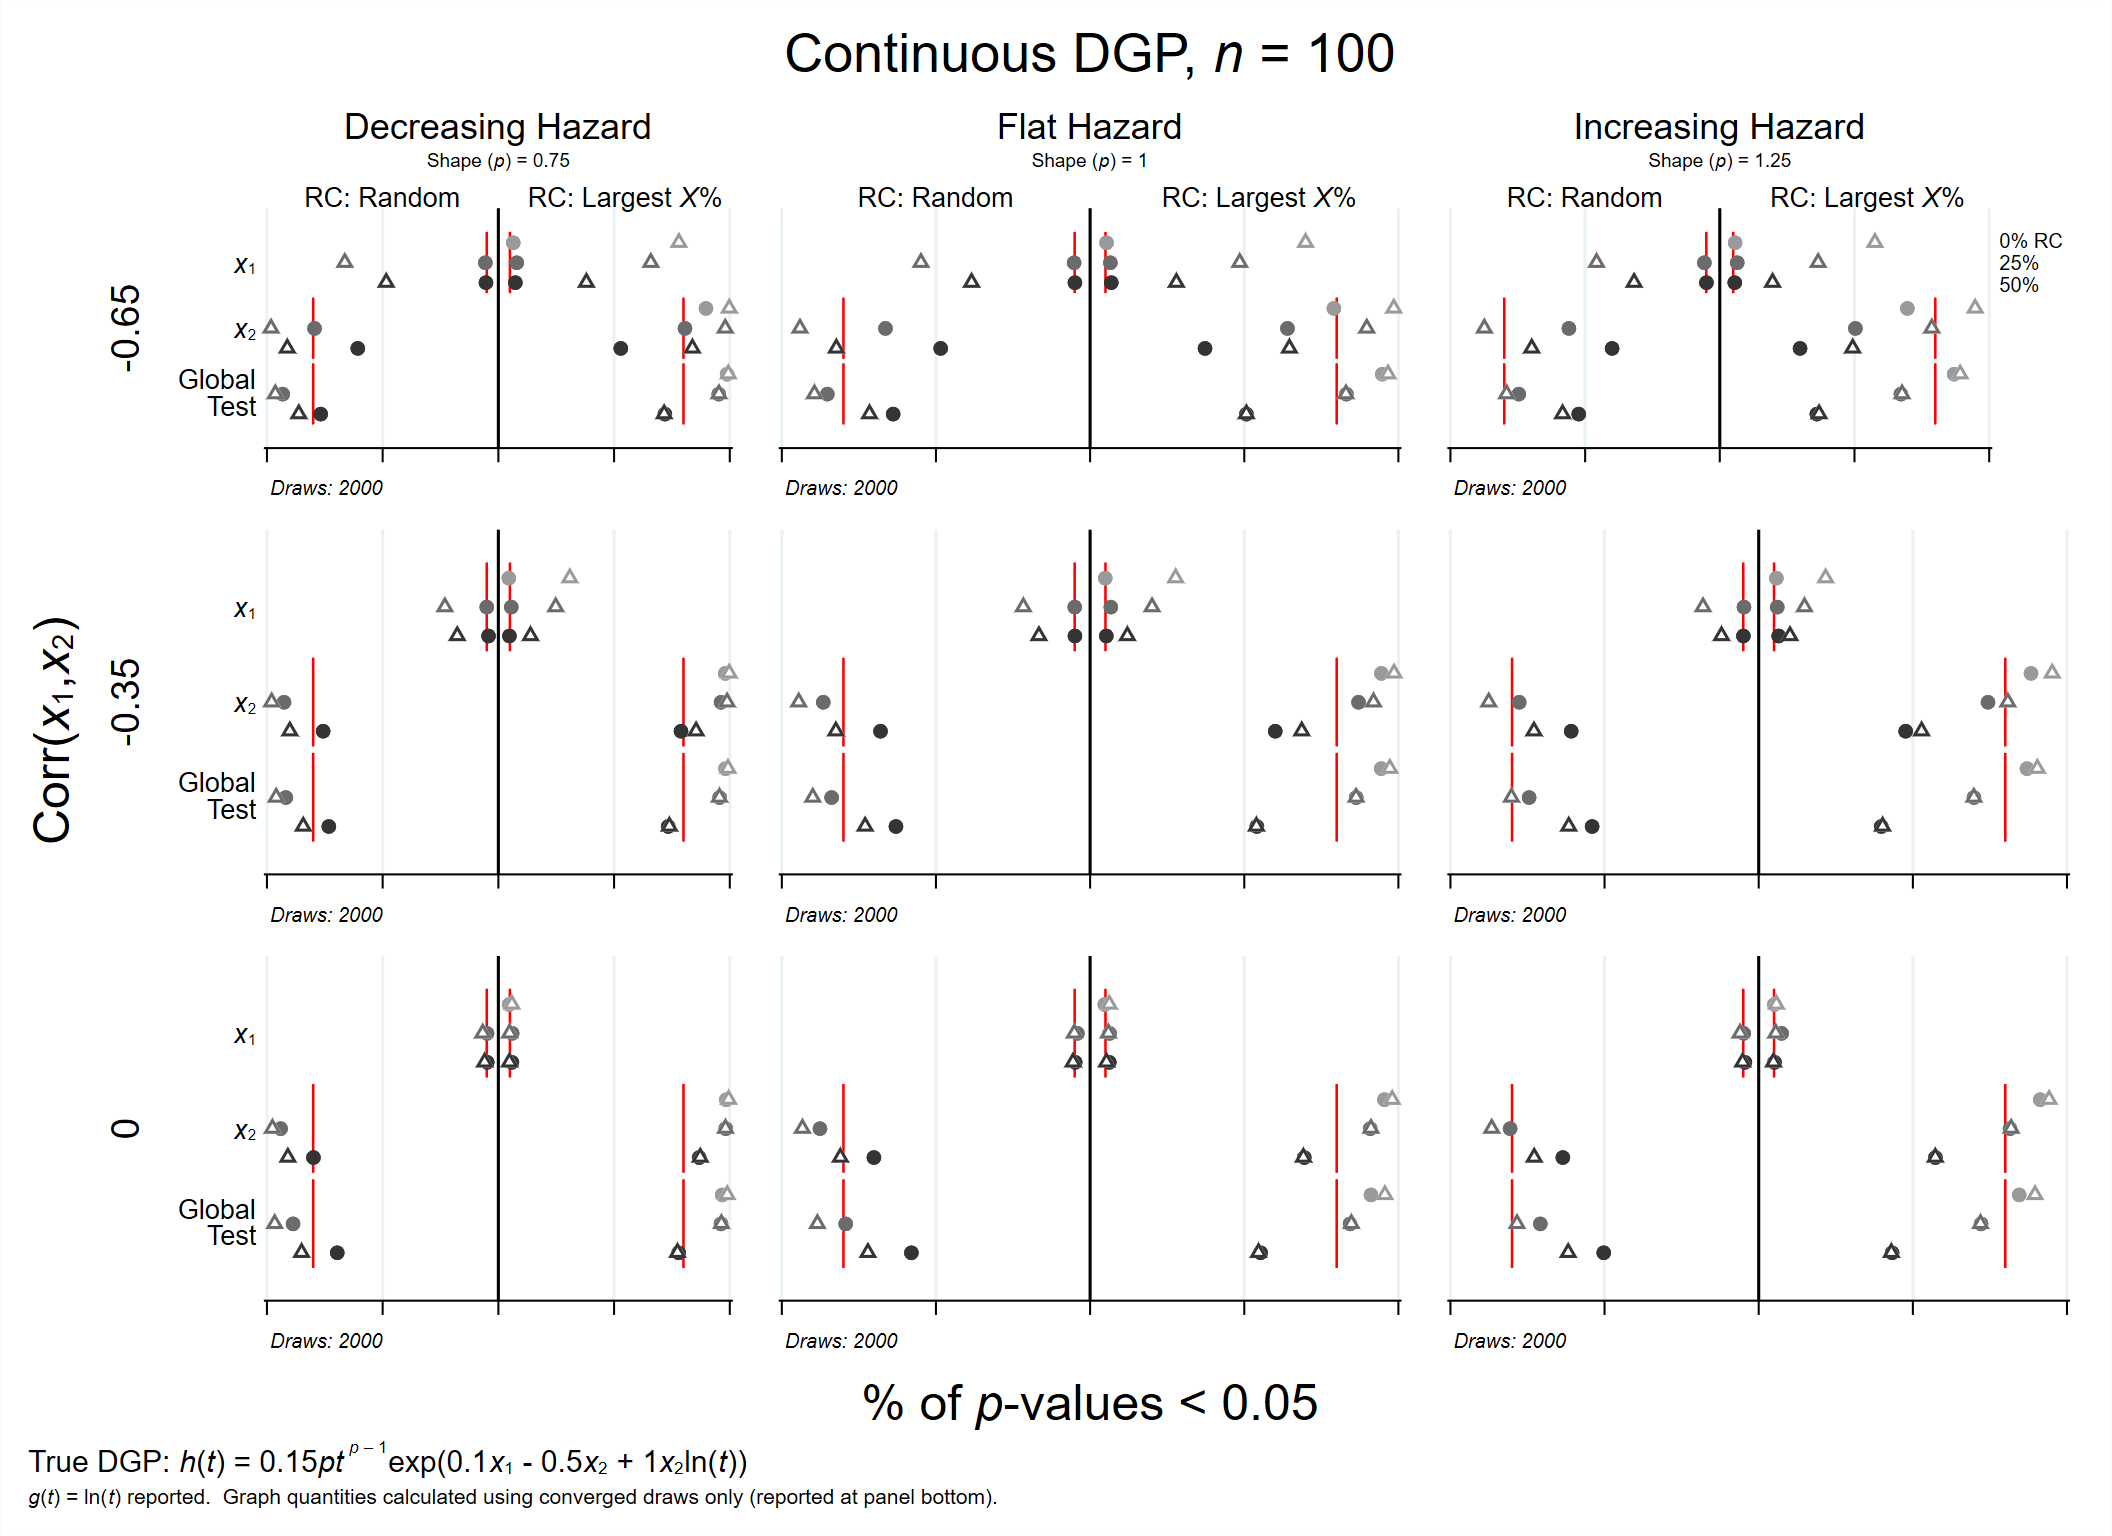 Continuous DGP, n = 100
Decreasing Hazard
Shape (p) = 0.75
RC: Random
RC: Largest X%
Flat Hazard
Shape (p) = 1
RC: Random
RC: Largest X%
Increasing Hazard
Shape (p) = 1.25
RC: Random
RC: Largest X%
0% RC
25%
50%
Corr(x1,x2)
-0.65
x1
x2
Global
Test
Draws: 2000
Draws: 2000
Draws: 2000
-0.35
x1
x2
Global
Test
Draws: 2000
Draws: 2000
Draws: 2000
0
x1
x2
Global
Test
Draws: 2000
Draws: 2000
Draws: 2000
% of p-values < 0.05
True DGP: h(t) = 0.15pt^(p − 1)exp(0.1x1 - 0.5x2 + 1x2ln(t))
g(t) = ln(t) reported.  Graph quantities calculated using converged draws only (reported at panel bottom).